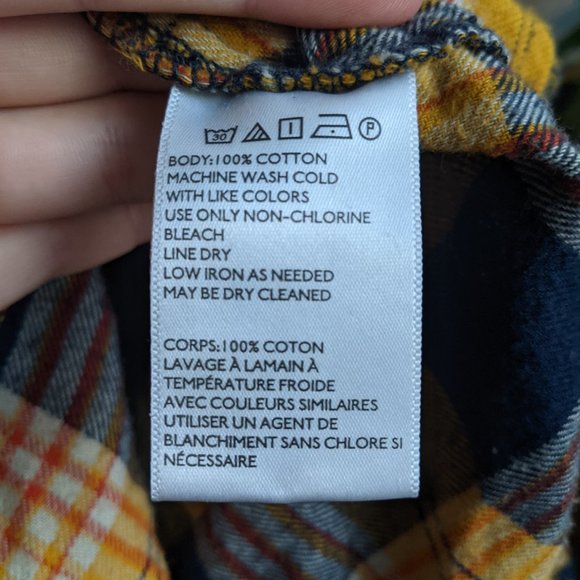 30 P
BODY:100% COTTON
MACHINE WASH COLD
WITH LIKE COLORS
USE ONLY NON-CHLORINE
BLEACH
LINE DRY
LOW IRON AS NEEDED
MAY BE DRY CLEANED
CORPS:100% COTON
LAVAGE À LAMAIN À
TEMPÉRATURE FROIDE
AVEC COULEURS SIMILAIRES
UTILISER UN AGENT DE
BLANCHIMENT SANS CHLORE SI
NÉCESSAIRE